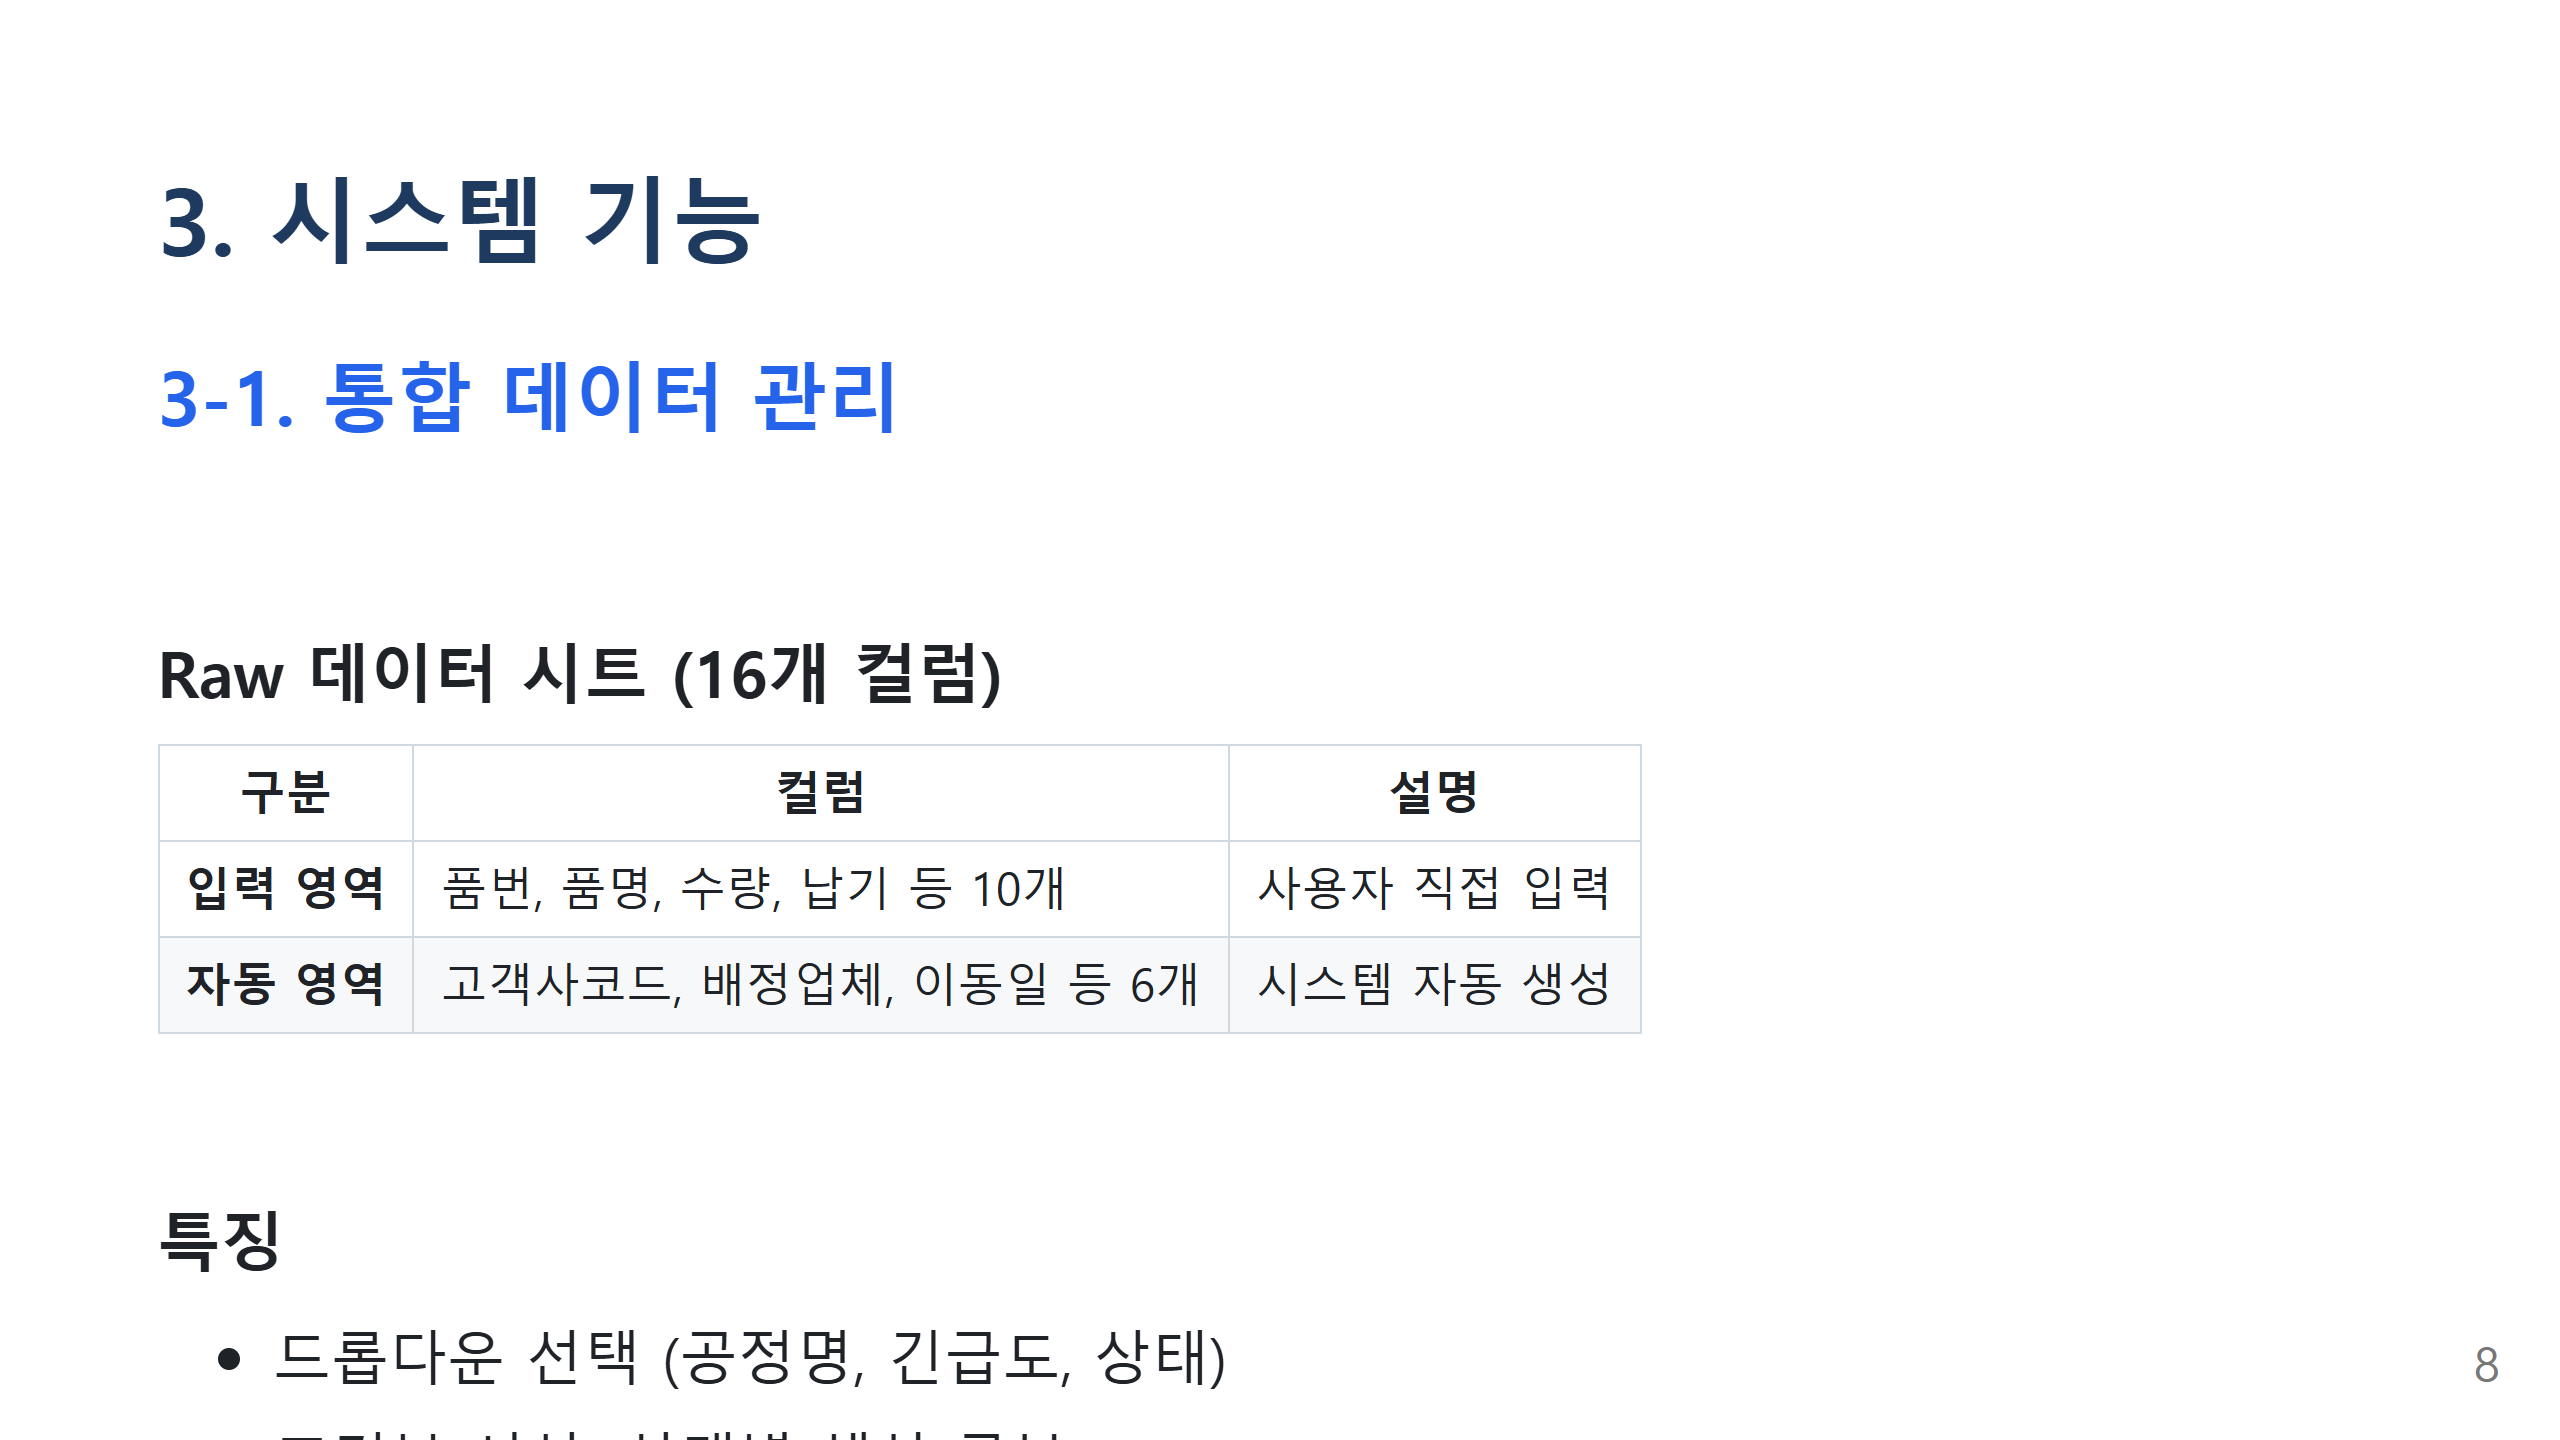 3. 시스템 기능
3-1. 통합 데이터 관리
Raw 데이터 시트 (16개 컬럼)
구분 컬럼 설명
입력 영역 품번, 품명, 수량, 납기 등 10개 사용자 직접 입력
자동 영역 고객사코드, 배정업체, 이동일 등 6개 시스템 자동 생성
특징
드롭다운 선택 (공정명, 긴급도, 상태)
8